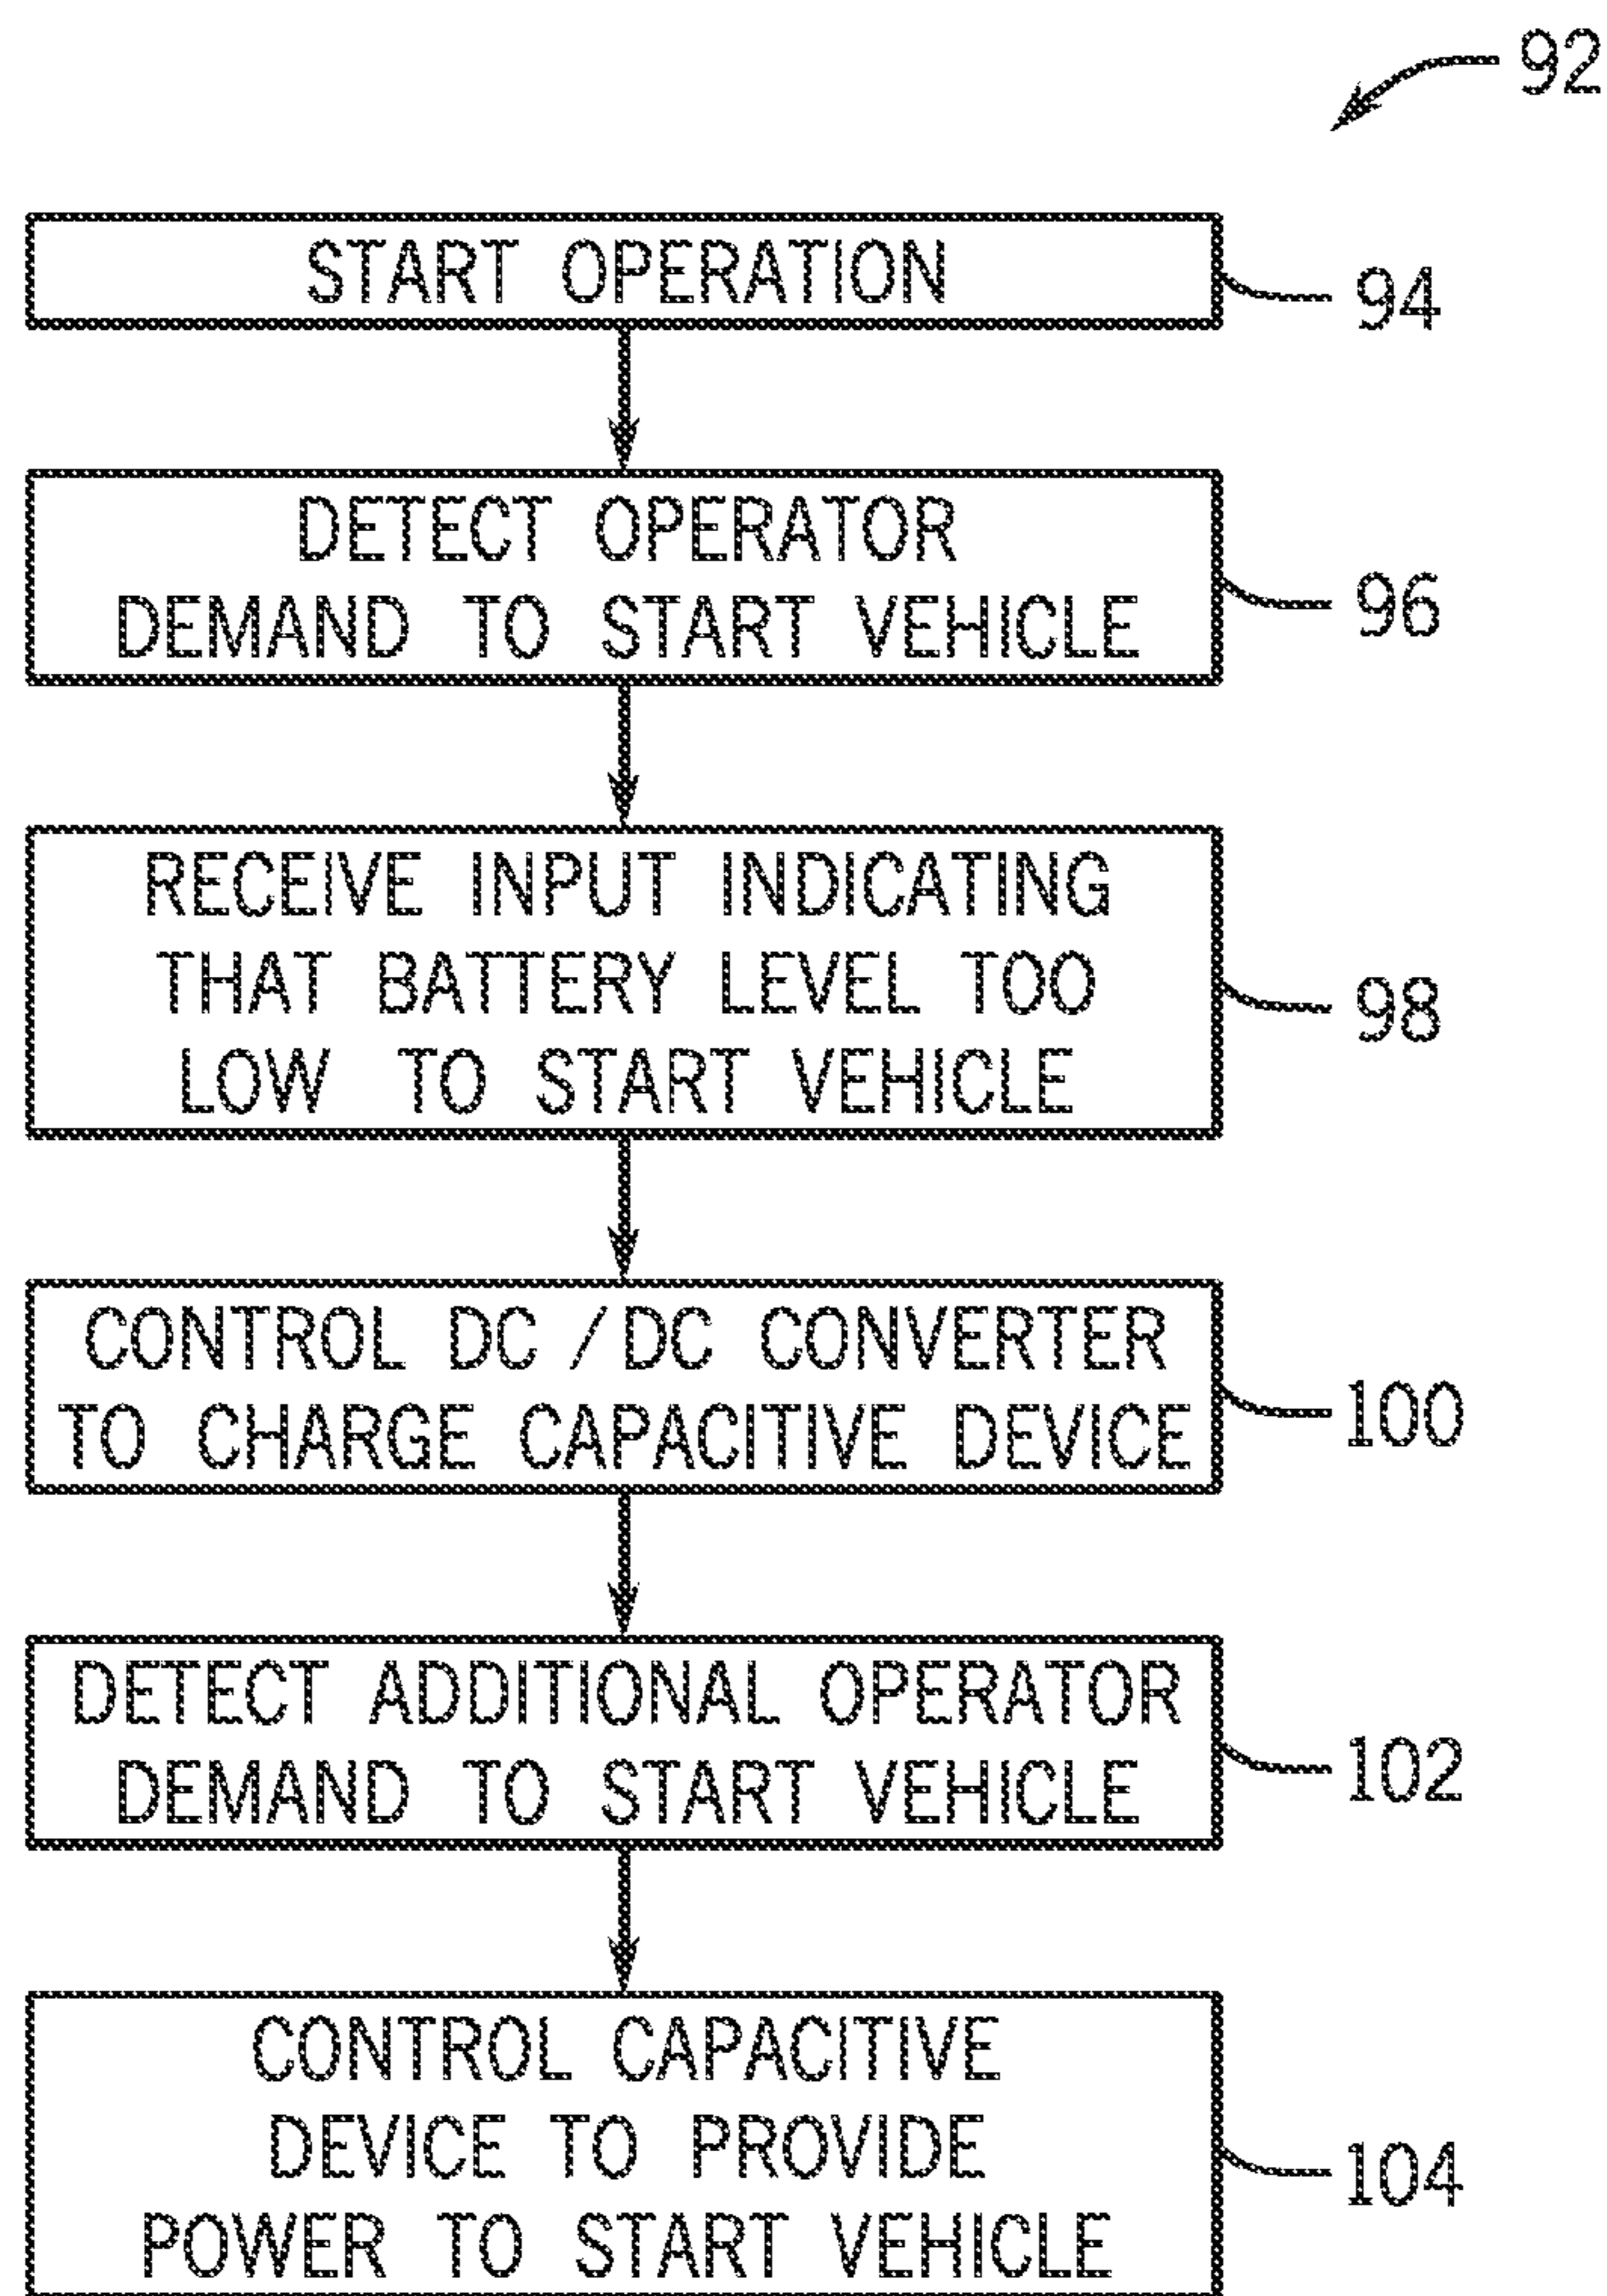 92
START OPERATION
94
DETECT OPERATOR
DEMAND TO START VEHICLE
96
RECEIVE INPUT INDICATING
THAT BATTERY LEVEL TOO
LOW TO START VEHICLE
98
CONTROL DC / DC CONVERTER
TO CHARGE CAPACITIVE DEVICE
100
DETECT ADDITIONAL OPERATOR
DEMAND TO START VEHICLE
102
CONTROL CAPACITIVE
DEVICE TO PROVIDE
POWER TO START VEHICLE
104